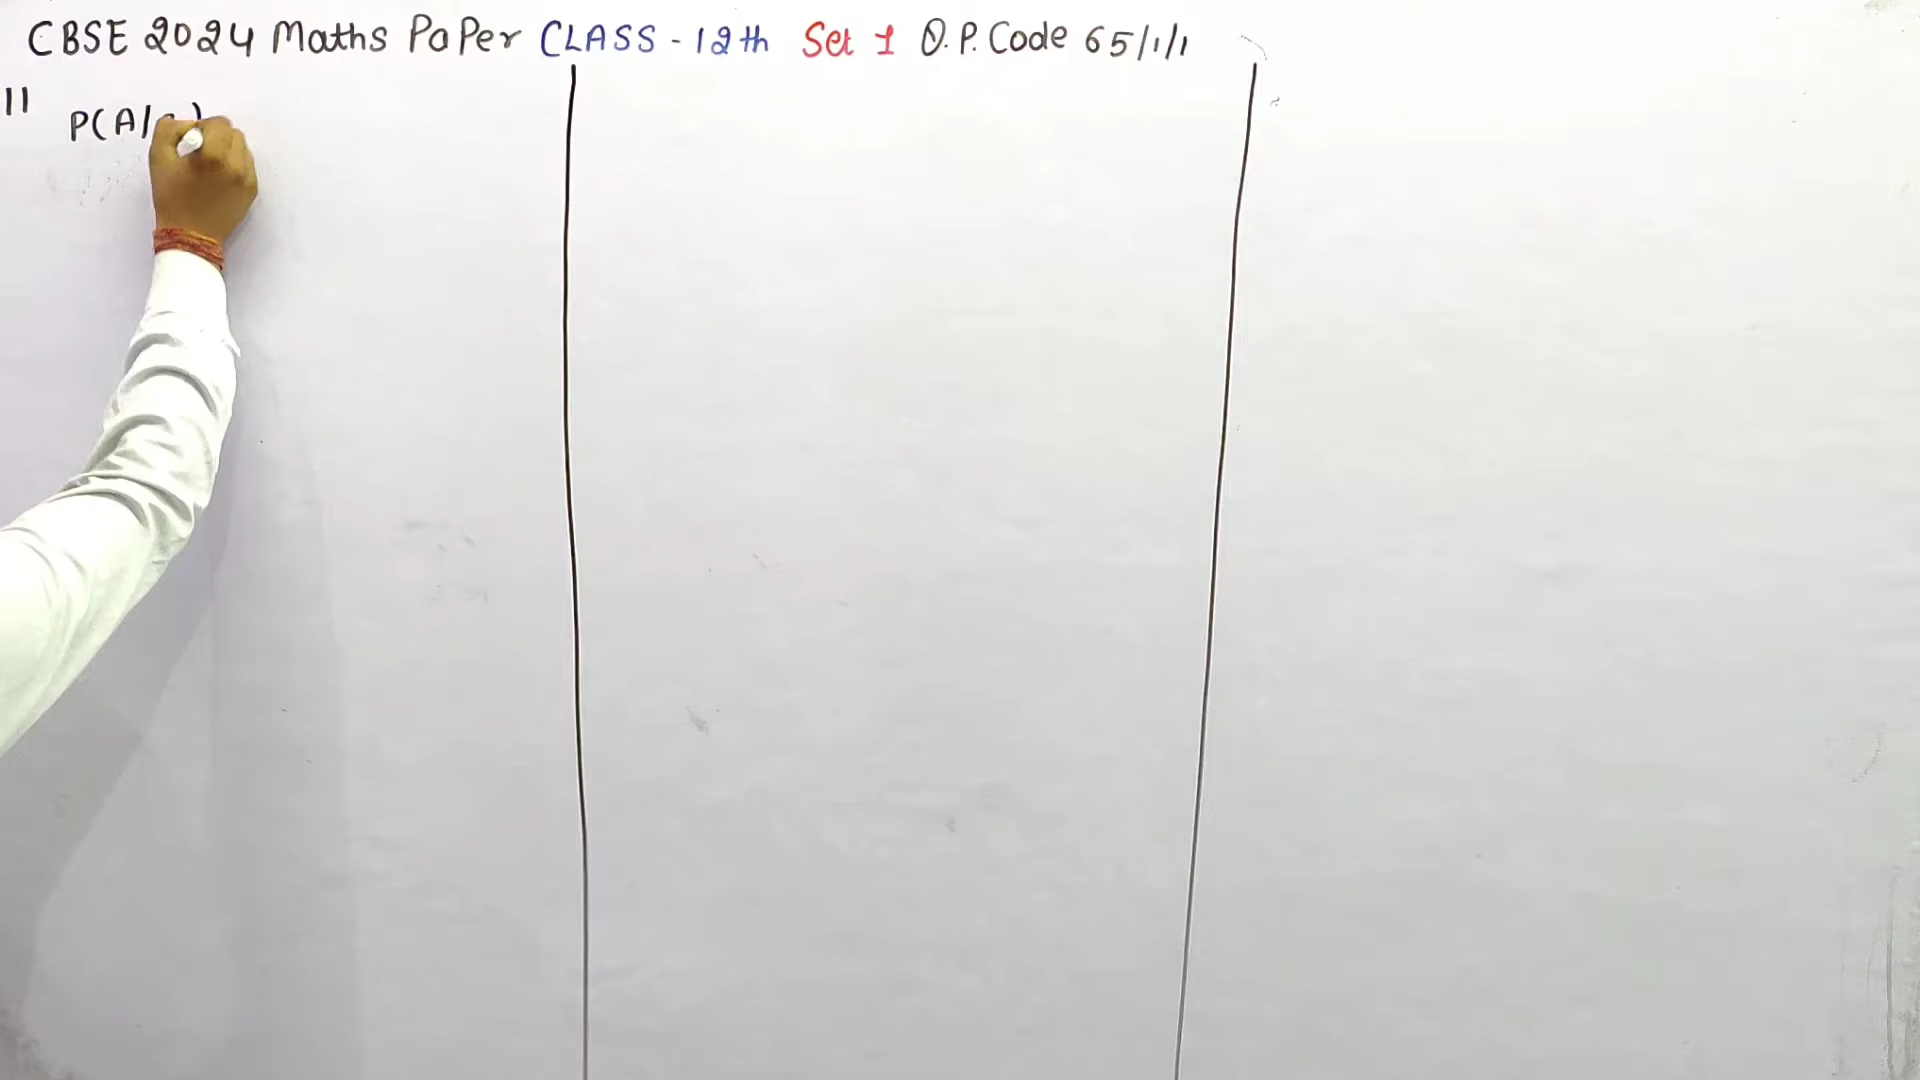 CBSE 2024 Maths PaPer CLASS - 12th Set 1 Q.P. Code 65/1/1
11
P(A/